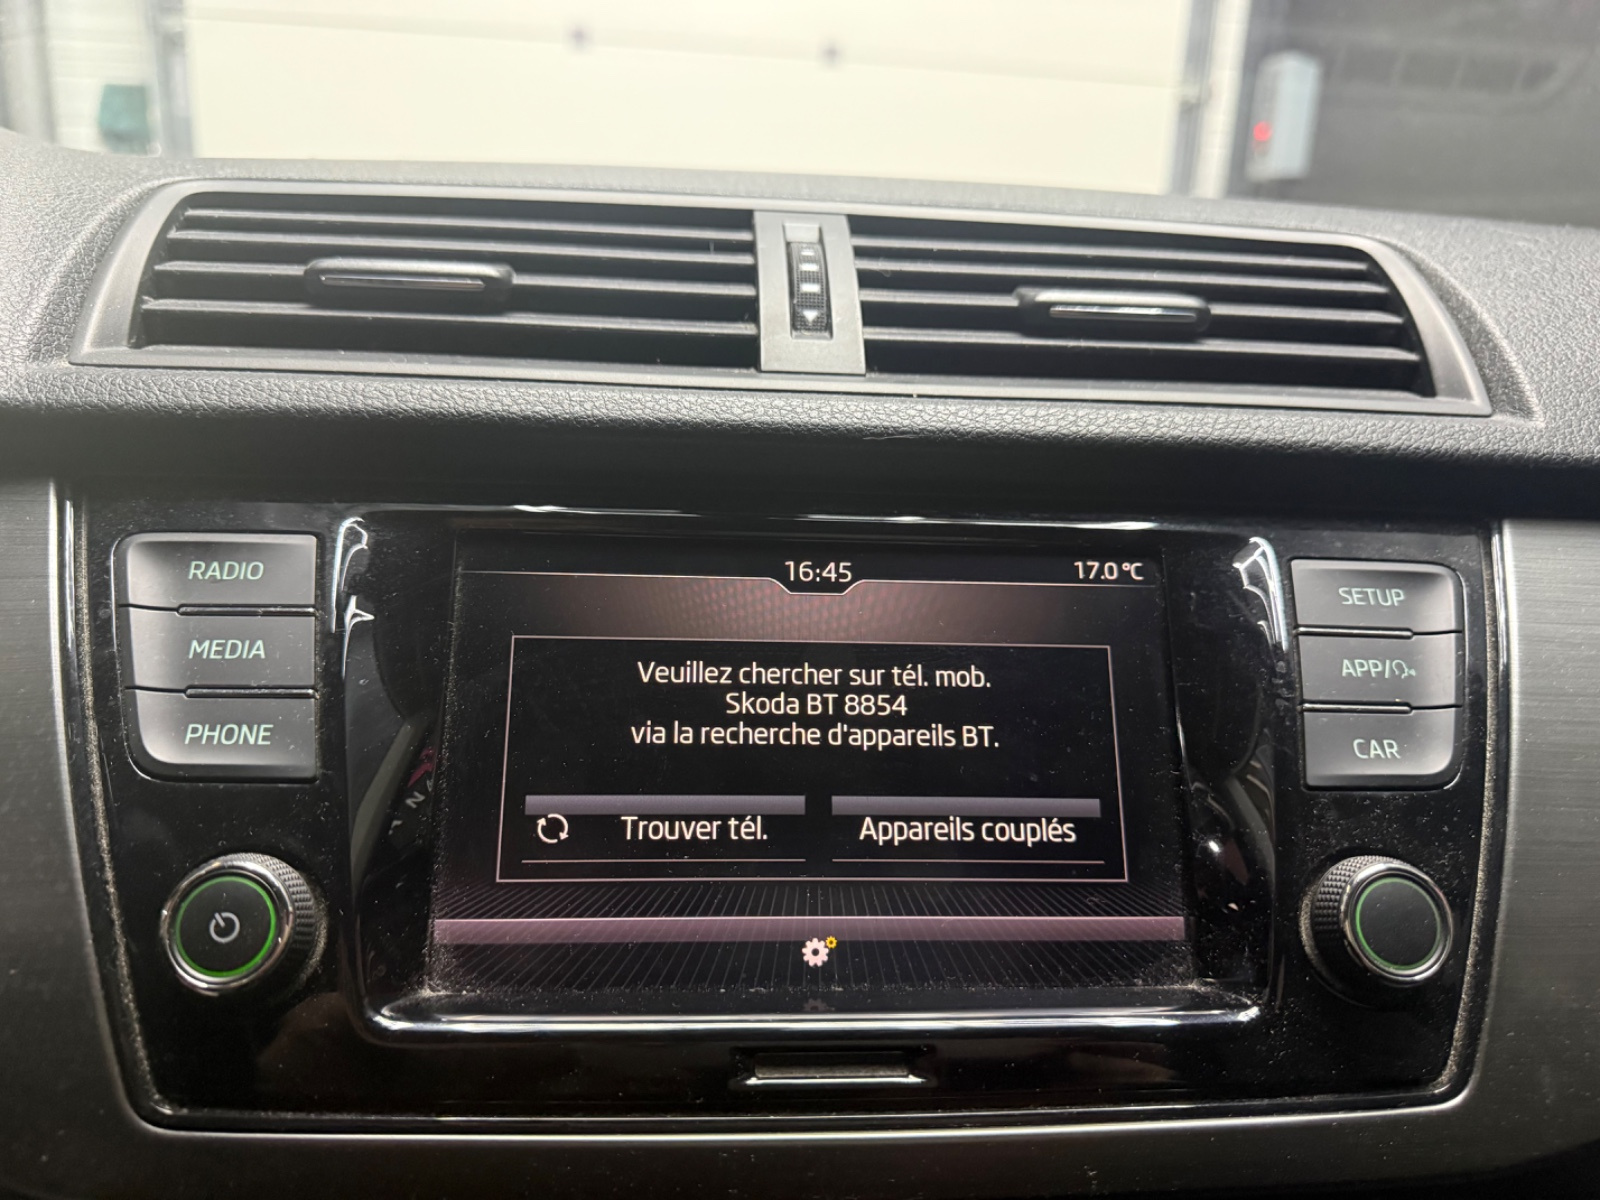 RADIO
MEDIA
PHONE
16:45
17.0 °C
Veuillez chercher sur tél. mob.
Skoda BT 8854
via la recherche d'appareils BT.
Trouver tél.
Appareils couplés
SETUP
APP/
CAR